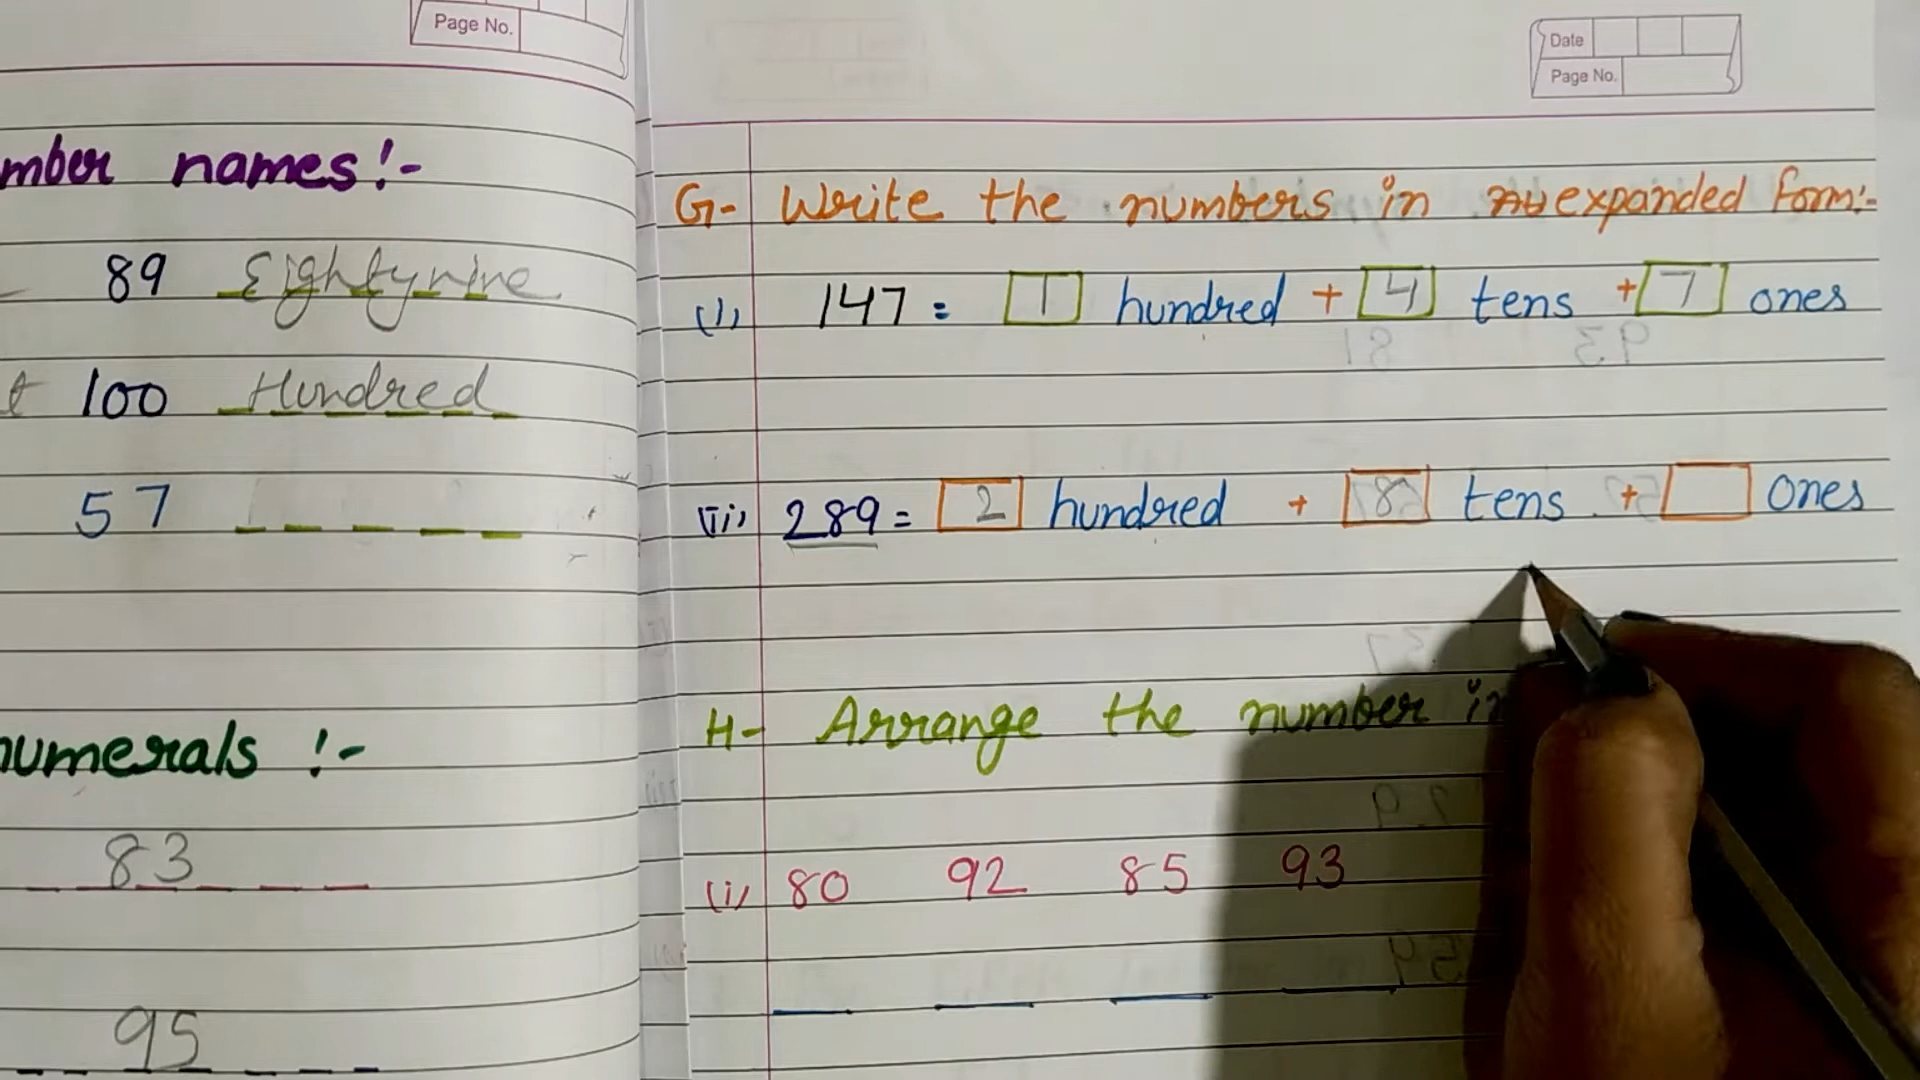 Page No.
mber names!-
89 Eightynine
t 100 Hundred
57
numerals !-
83
95
Date
Page No.
G- Write the numbers in expanded form:-
(i) 147 = 1 hundred + 4 tens + 7 ones
(ii) 289 = 2 hundred + 8 tens + ones
H- Arrange the number in
(i) 80 92 85 93